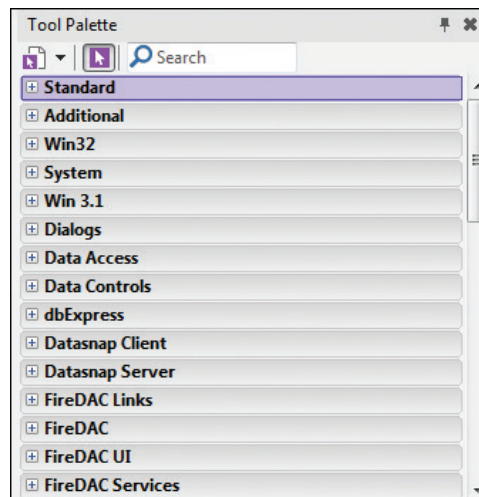 Tool Palette
Search
Standard
Additional
Win32
System
Win 3.1
Dialogs
Data Access
Data Controls
dbExpress
Datasnap Client
Datasnap Server
FireDAC Links
FireDAC
FireDAC UI
FireDAC Services